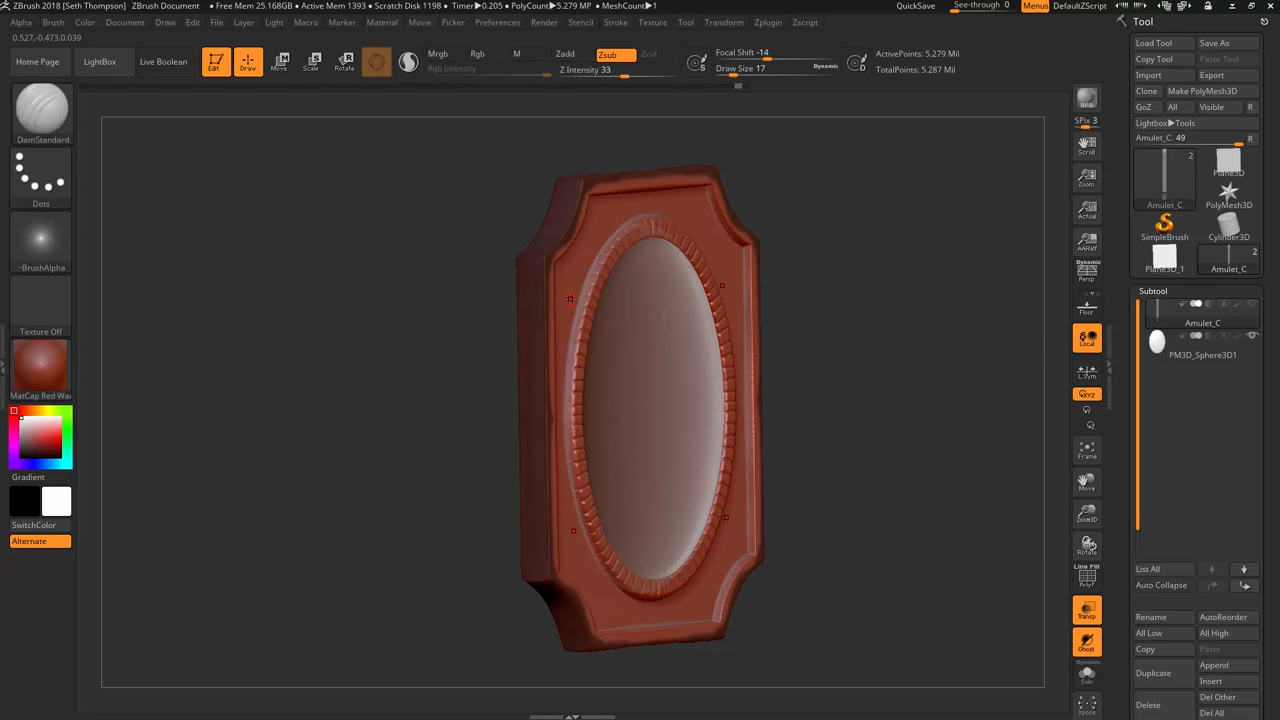 ZBrush 2018 [Seth Thompson]   ZBrush Document   • Free Mem 25.168GB • Active Mem 1393 • Scratch Disk 1198 • Timer▶0.205 • PolyCount▶5.279 MP • MeshCount▶1 QuickSave See-through 0 Menus DefaultZScript
Alpha Brush Color Document Draw Edit File Layer Light Macro Marker Material Movie Picker Preferences Render Stencil Stroke Texture Tool Transform Zplugin Zscript
0.527,-0.473,0.039
Home Page
LightBox
Live Boolean
Edit
Draw
Move
Scale
Rotate
Mrgb Rgb M
Rgb Intensity
Zadd Zsub Zcut
Z Intensity 33
S
Focal Shift -14
Draw Size 17
Dynamic
D
ActivePoints: 5.279 Mil
TotalPoints: 5.287 Mil
DamStandard
Dots
~BrushAlpha
Texture Off
MatCap Red Wax
Gradient
SwitchColor
Alternate
BPR
SPix 3
Scroll
Zoom
Actual
AAHalf
Dynamic
Persp
Floor
Local
L.Sym
XYZ
Frame
Move
Zoom3D
Rotate
Line Fill
PolyF
Transp
Ghost
Dynamic
Solo
Xpose
Tool
Load Tool Save As
Copy Tool Paste Tool
Import Export
Clone Make PolyMesh3D
GoZ All Visible R
Lightbox▶Tools
Amulet_C. 49 R
2
Amulet_C
Plane3D
PolyMesh3D
SimpleBrush
Cylinder3D
Plane3D_1
2
Amulet_C
Subtool
Amulet_C
PM3D_Sphere3D1
List All
Auto Collapse
Rename AutoReorder
All Low All High
Copy Paste
Duplicate
Append
Insert
Delete
Del Other
Del All